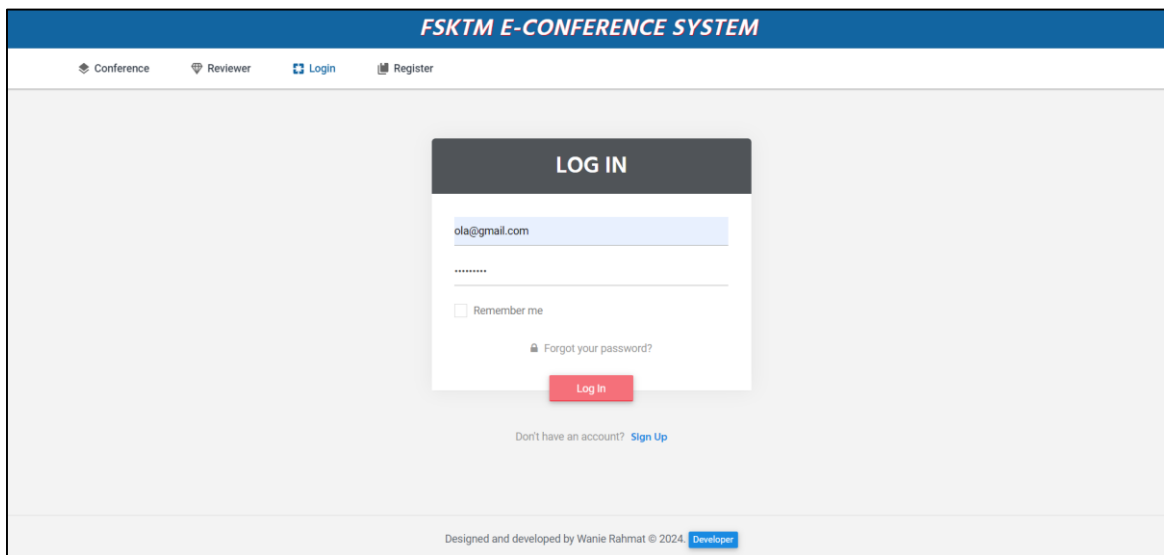 FSKTM E-CONFERENCE SYSTEM
Conference Reviewer Login Register
LOG IN
ola@gmail.com
•••••••••
Remember me
Forgot your password?
Log In
Don't have an account? Sign Up
Designed and developed by Wanie Rahmat © 2024. Developer